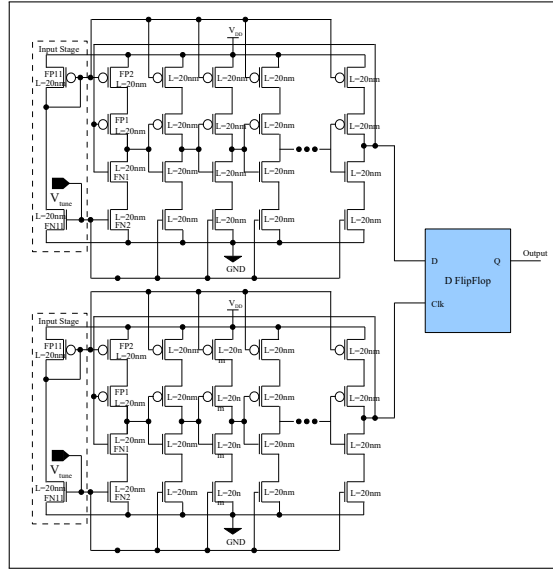 V_DD
Input Stage
FP11
L=20nm
FP2
L=20nm
L=20nm
L=20nm
L=20nm
L=20nm
FP1
L=20nm
L=20nm
L=20nm
L=20nm
L=20nm
L=20nm
FN1
L=20nm
L=20nm
L=20nm
L=20nm
V_tune
L=20nm
FN11
L=20nm
FN2
L=20nm
L=20nm
L=20nm
L=20nm
GND
D
Q
Output
D FlipFlop
Clk
V_DD
Input Stage
FP11
L=20nm
FP2
L=20nm
L=20nm
L=20n
m
L=20nm
L=20nm
FP1
L=20nm
L=20nm
L=20n
m
L=20nm
L=20nm
L=20nm
FN1
L=20nm
L=20n
m
L=20nm
L=20nm
V_tune
L=20nm
FN11
L=20nm
FN2
L=20nm
L=20n
m
L=20nm
L=20nm
GND